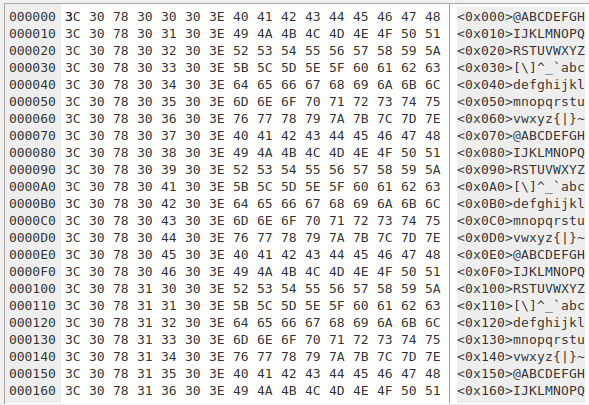 000000 3C 30 78 30 30 30 3E 40 41 42 43 44 45 46 47 48 <0x000>@ABCDEFGH
000010 3C 30 78 30 31 30 3E 49 4A 4B 4C 4D 4E 4F 50 51 <0x010>IJKLMNOPQ
000020 3C 30 78 30 32 30 3E 52 53 54 55 56 57 58 59 5A <0x020>RSTUVWXYZ
000030 3C 30 78 30 33 30 3E 5B 5C 5D 5E 5F 60 61 62 63 <0x030>[\]^_`abc
000040 3C 30 78 30 34 30 3E 64 65 66 67 68 69 6A 6B 6C <0x040>defghijkl
000050 3C 30 78 30 35 30 3E 6D 6E 6F 70 71 72 73 74 75 <0x050>mnopqrstu
000060 3C 30 78 30 36 30 3E 76 77 78 79 7A 7B 7C 7D 7E <0x060>vwxyz{|}~
000070 3C 30 78 30 37 30 3E 40 41 42 43 44 45 46 47 48 <0x070>@ABCDEFGH
000080 3C 30 78 30 38 30 3E 49 4A 4B 4C 4D 4E 4F 50 51 <0x080>IJKLMNOPQ
000090 3C 30 78 30 39 30 3E 52 53 54 55 56 57 58 59 5A <0x090>RSTUVWXYZ
0000A0 3C 30 78 30 41 30 3E 5B 5C 5D 5E 5F 60 61 62 63 <0x0A0>[\]^_`abc
0000B0 3C 30 78 30 42 30 3E 64 65 66 67 68 69 6A 6B 6C <0x0B0>defghijkl
0000C0 3C 30 78 30 43 30 3E 6D 6E 6F 70 71 72 73 74 75 <0x0C0>mnopqrstu
0000D0 3C 30 78 30 44 30 3E 76 77 78 79 7A 7B 7C 7D 7E <0x0D0>vwxyz{|}~
0000E0 3C 30 78 30 45 30 3E 40 41 42 43 44 45 46 47 48 <0x0E0>@ABCDEFGH
0000F0 3C 30 78 30 46 30 3E 49 4A 4B 4C 4D 4E 4F 50 51 <0x0F0>IJKLMNOPQ
000100 3C 30 78 31 30 30 3E 52 53 54 55 56 57 58 59 5A <0x100>RSTUVWXYZ
000110 3C 30 78 31 31 30 3E 5B 5C 5D 5E 5F 60 61 62 63 <0x110>[\]^_`abc
000120 3C 30 78 31 32 30 3E 64 65 66 67 68 69 6A 6B 6C <0x120>defghijkl
000130 3C 30 78 31 33 30 3E 6D 6E 6F 70 71 72 73 74 75 <0x130>mnopqrstu
000140 3C 30 78 31 34 30 3E 76 77 78 79 7A 7B 7C 7D 7E <0x140>vwxyz{|}~
000150 3C 30 78 31 35 30 3E 40 41 42 43 44 45 46 47 48 <0x150>@ABCDEFGH
000160 3C 30 78 31 36 30 3E 49 4A 4B 4C 4D 4E 4F 50 51 <0x160>IJKLMNOPQ